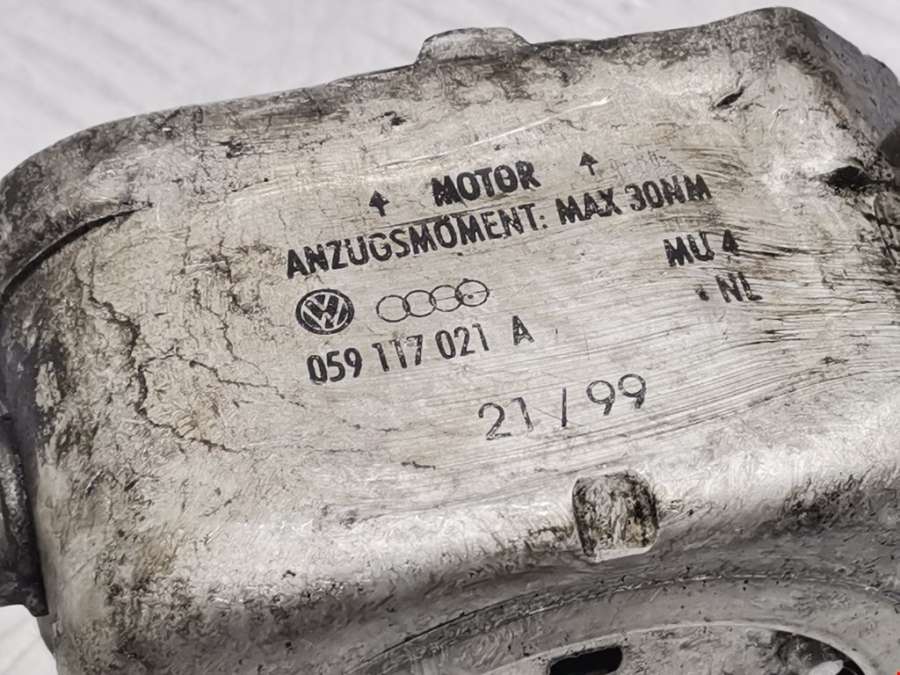 MOTOR
ANZUGSMOMENT: MAX 30NM
MU 4
NL
059 117 021 A
21 / 99